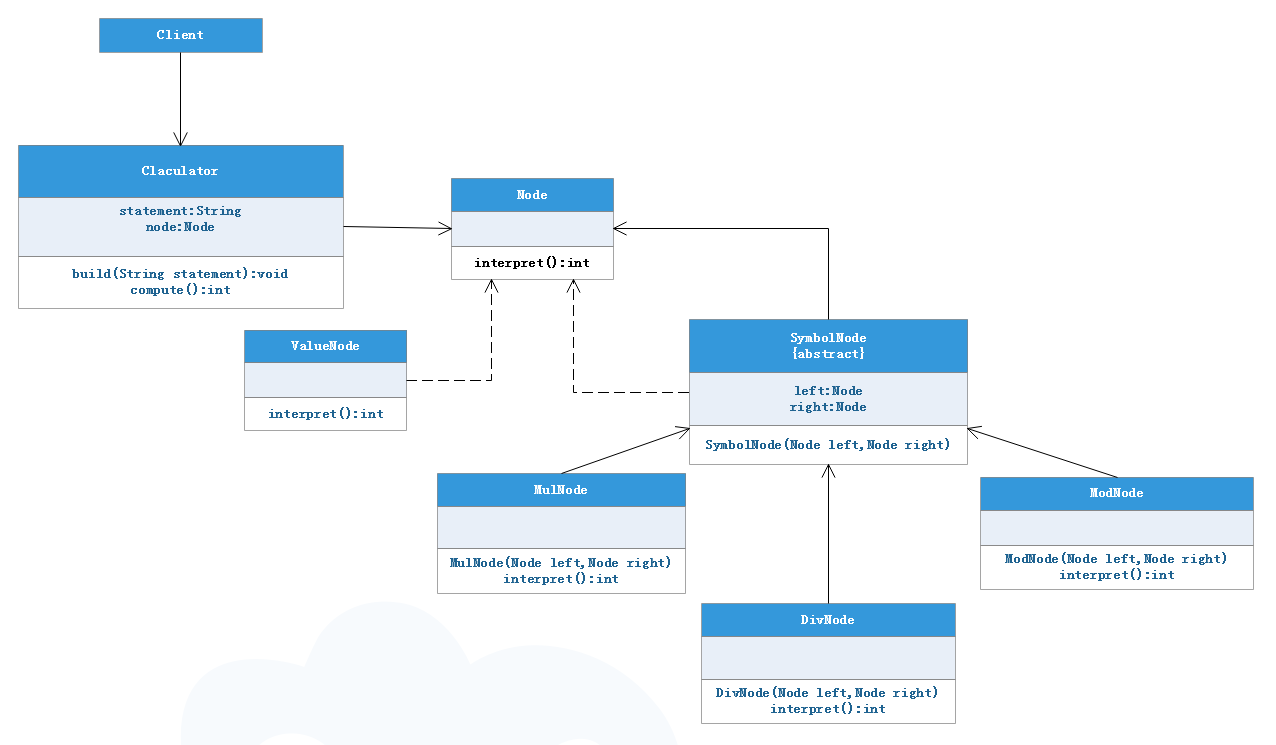 Client
Claculator
statement:String
node:Node
build(String statement):void
compute():int
Node
interpret():int
ValueNode
interpret():int
SymbolNode
{abstract}
left:Node
right:Node
SymbolNode(Node left,Node right)
MulNode
MulNode(Node left,Node right)
interpret():int
ModNode
ModNode(Node left,Node right)
interpret():int
DivNode
DivNode(Node left,Node right)
interpret():int